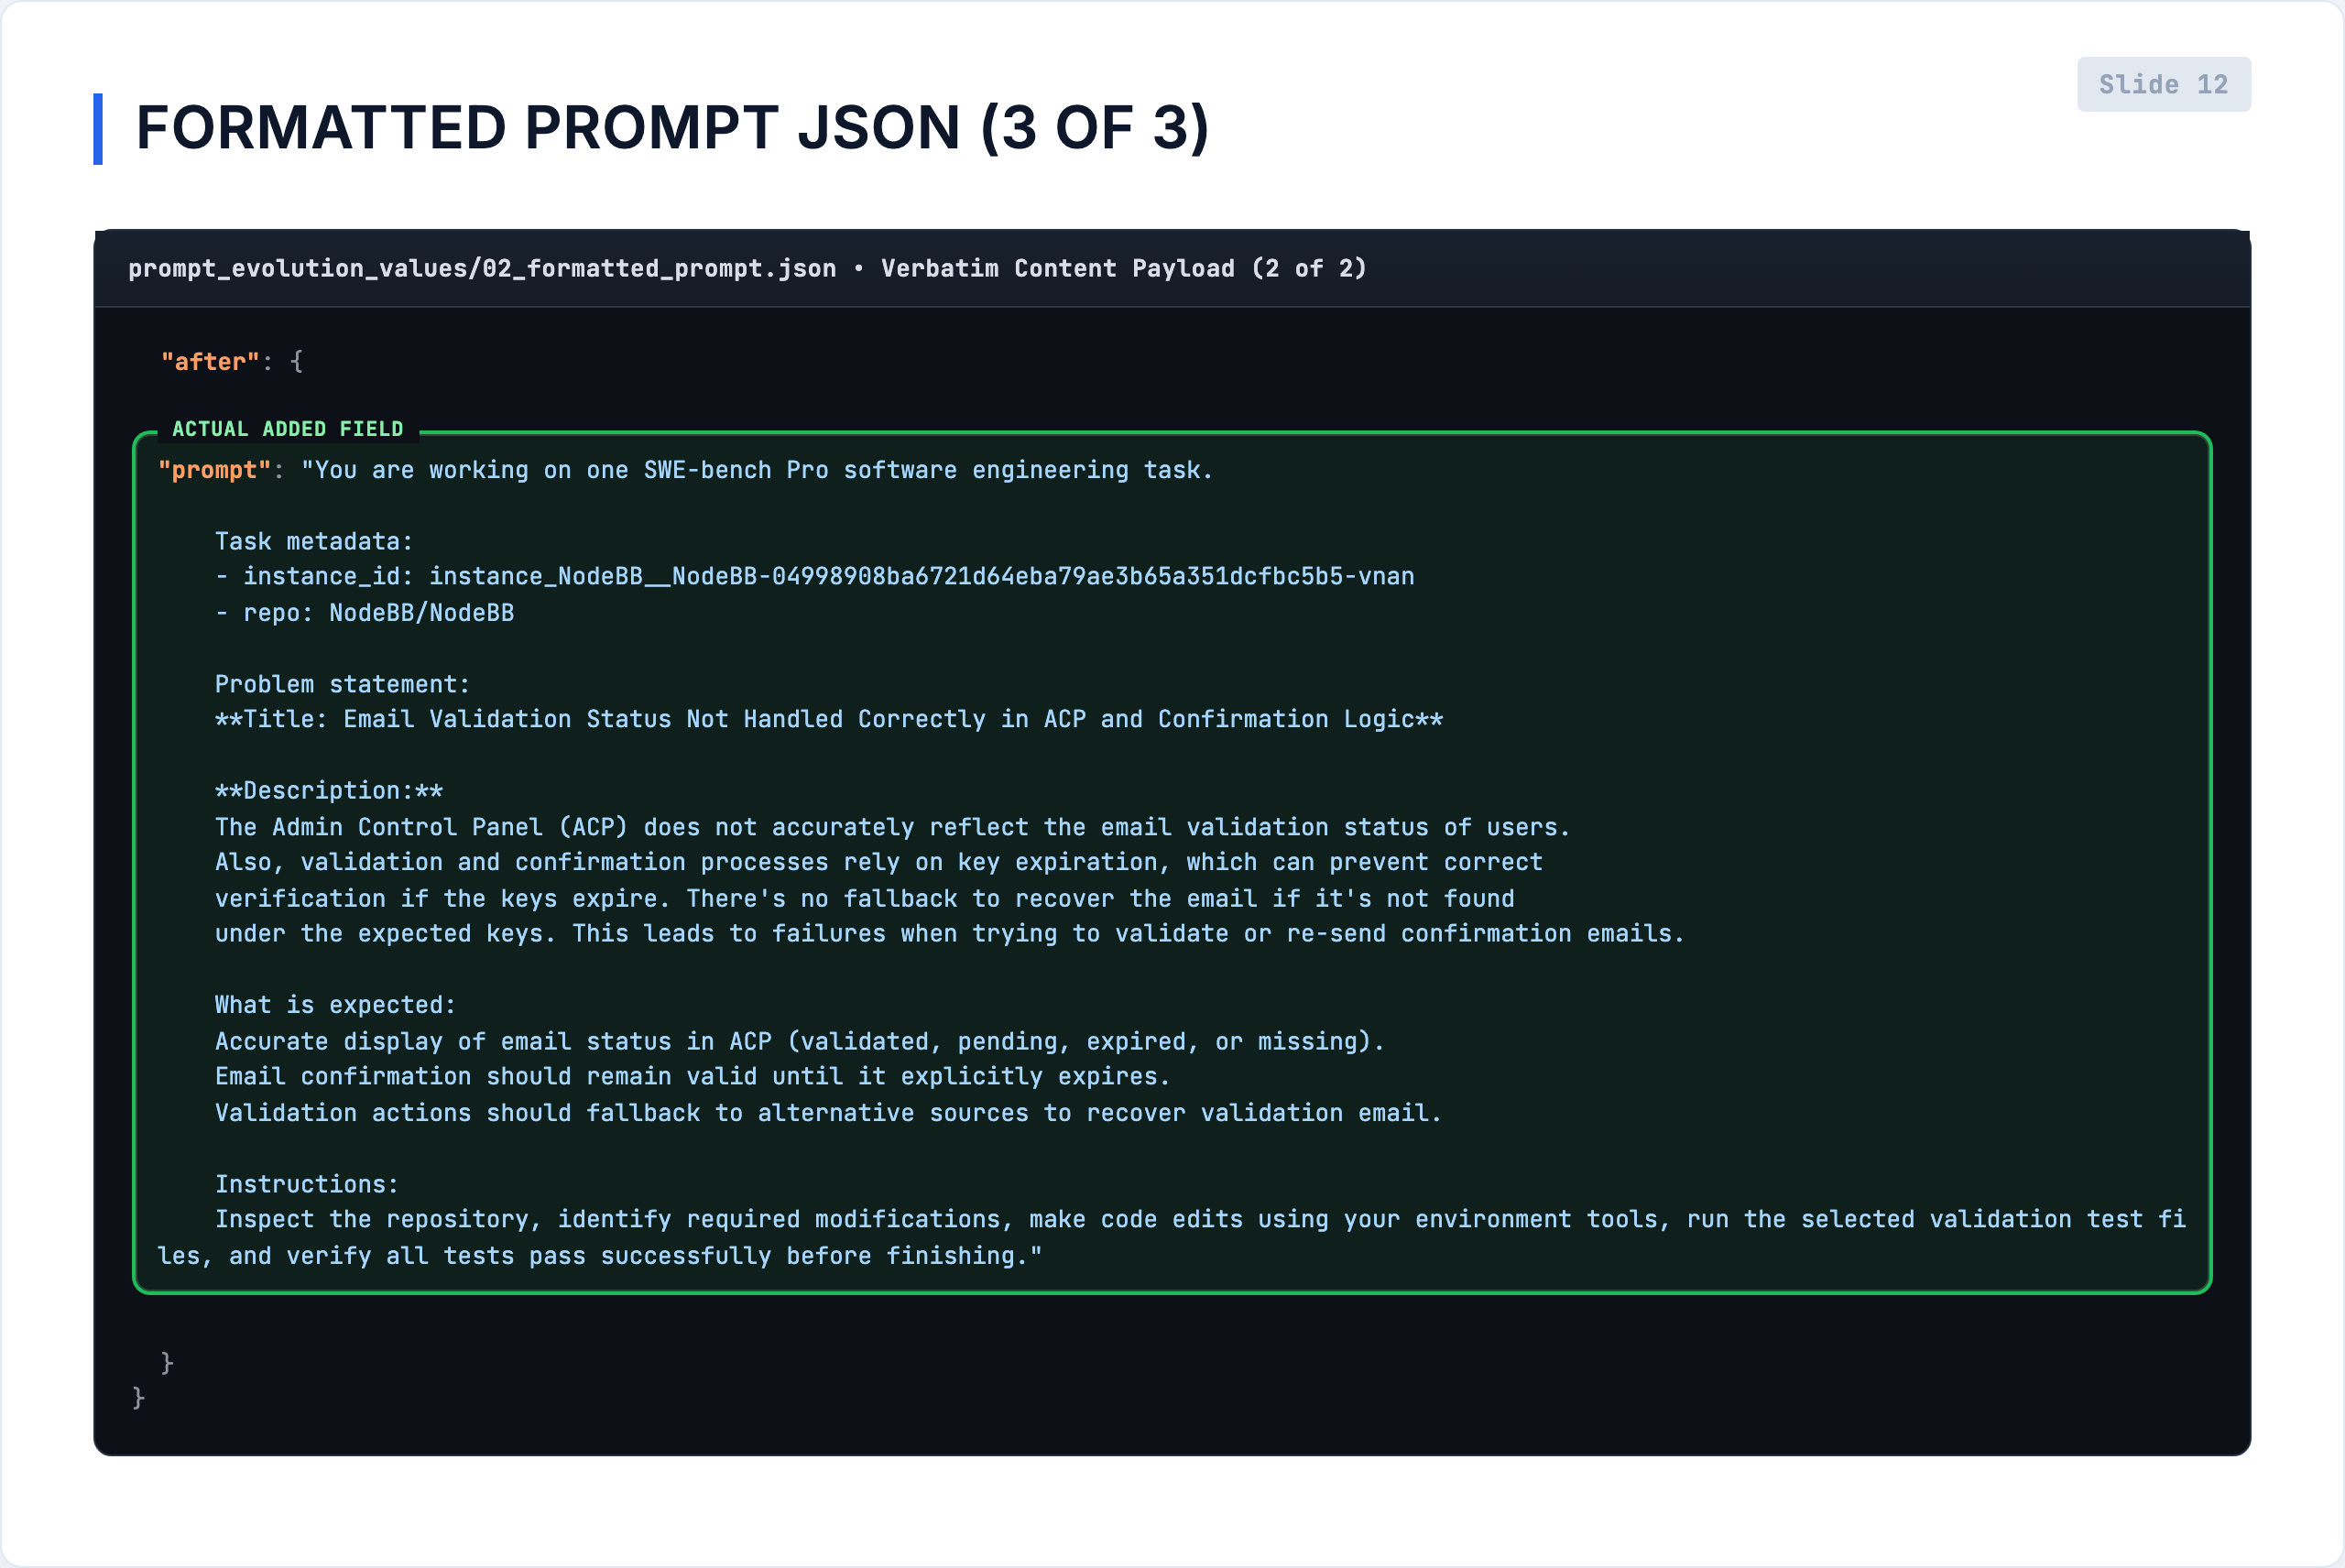 Slide 12
FORMATTED PROMPT JSON (3 OF 3)
prompt_evolution_values/02_formatted_prompt.json • Verbatim Content Payload (2 of 2)
"after": {
ACTUAL ADDED FIELD
"prompt": "You are working on one SWE-bench Pro software engineering task.
Task metadata:
- instance_id: instance_NodeBB__NodeBB-04998908ba6721d64eba79ae3b65a351dcfbc5b5-vnan
- repo: NodeBB/NodeBB
Problem statement:
**Title: Email Validation Status Not Handled Correctly in ACP and Confirmation Logic**
**Description:**
The Admin Control Panel (ACP) does not accurately reflect the email validation status of users.
Also, validation and confirmation processes rely on key expiration, which can prevent correct
verification if the keys expire. There's no fallback to recover the email if it's not found
under the expected keys. This leads to failures when trying to validate or re-send confirmation emails.
What is expected:
Accurate display of email status in ACP (validated, pending, expired, or missing).
Email confirmation should remain valid until it explicitly expires.
Validation actions should fallback to alternative sources to recover validation email.
Instructions:
Inspect the repository, identify required modifications, make code edits using your environment tools, run the selected validation test fi
les, and verify all tests pass successfully before finishing."
}
}